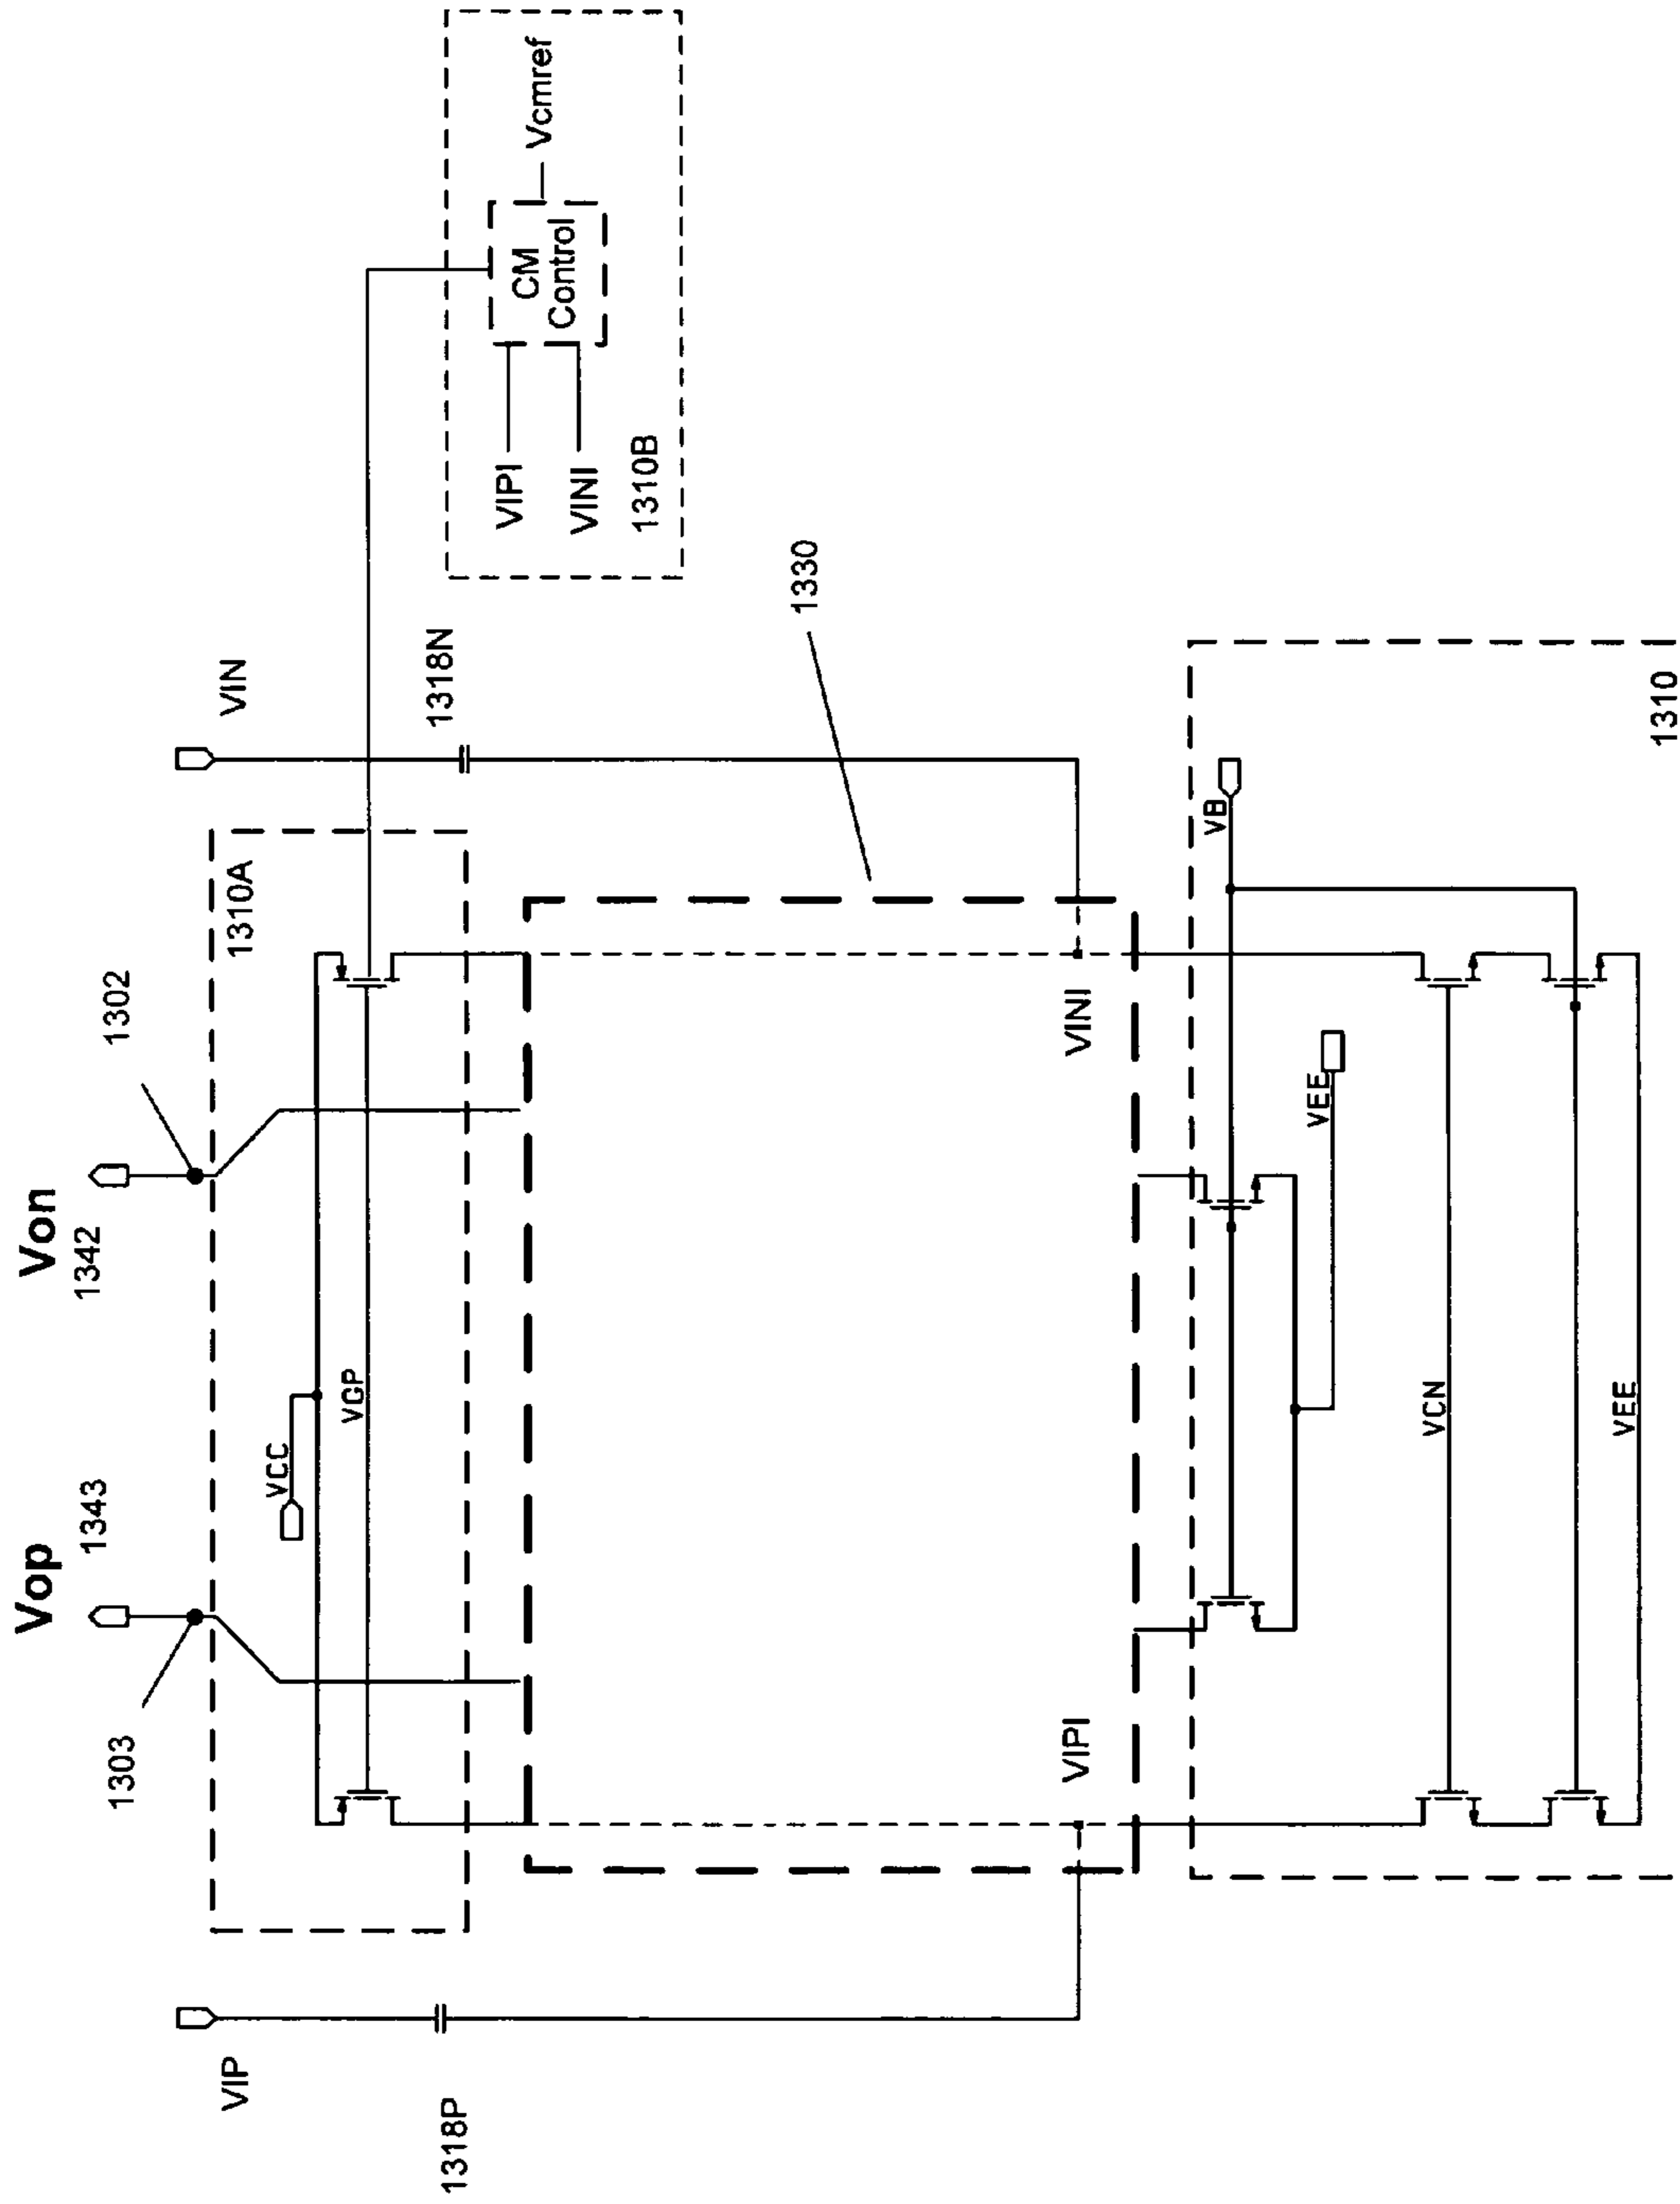 Vop
1343
Von
1342
1303
1302
VIP
1318P
VIN
1318N
1310A
VCC
VGP
VIPI
VINI
CM
Control
Vcmref
1310B
1330
VIPI
VINI
VB
VEE
VCN
VEE
1310